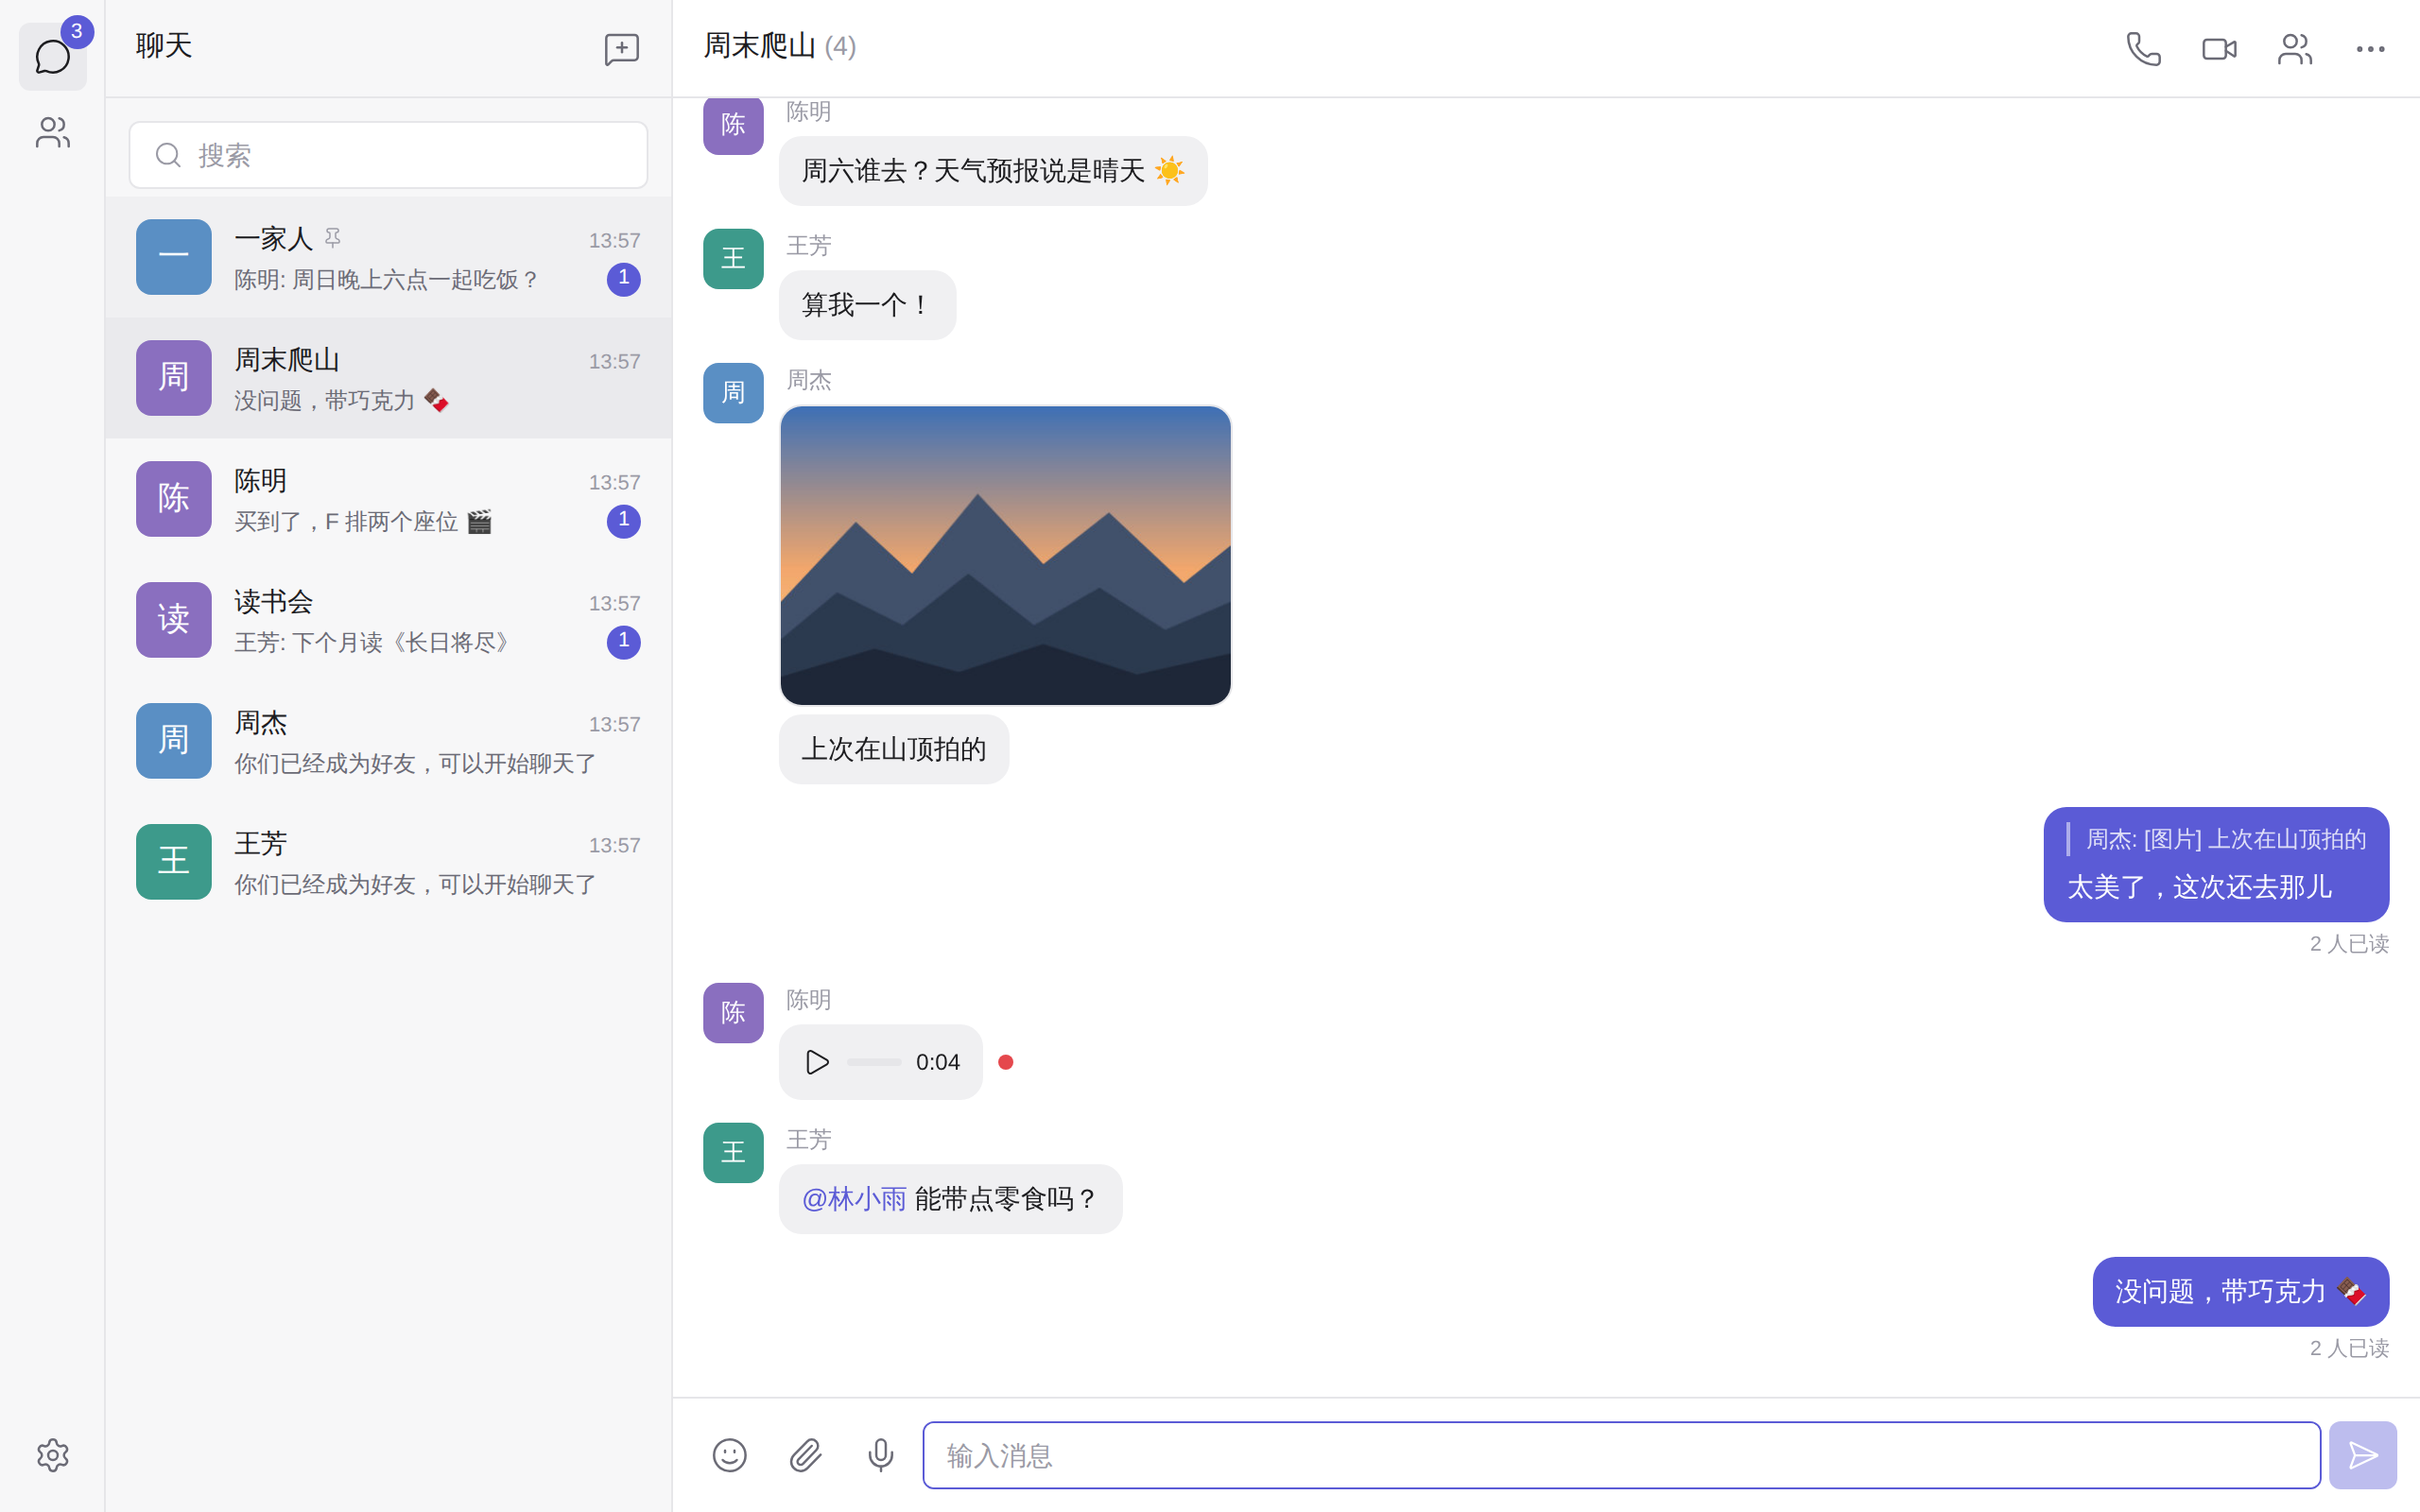 3
聊天
搜索
一家人
13:57
陈明: 周日晚上六点一起吃饭？
1
周
周末爬山
13:57
没问题，带巧克力 🍫
陈
陈明
13:57
买到了，F 排两个座位 🎬
1
读
读书会
13:57
王芳: 下个月读《长日将尽》
1
周
周杰
13:57
你们已经成为好友，可以开始聊天了
王
王芳
13:57
你们已经成为好友，可以开始聊天了
周末爬山 (4)
陈
陈明
周六谁去？天气预报说是晴天 ☀️
王
王芳
算我一个！
周
周杰
上次在山顶拍的
周杰: [图片] 上次在山顶拍的
太美了，这次还去那儿
2 人已读
陈
陈明
0:04
王
王芳
@林小雨 能带点零食吗？
没问题，带巧克力 🍫
2 人已读
输入消息